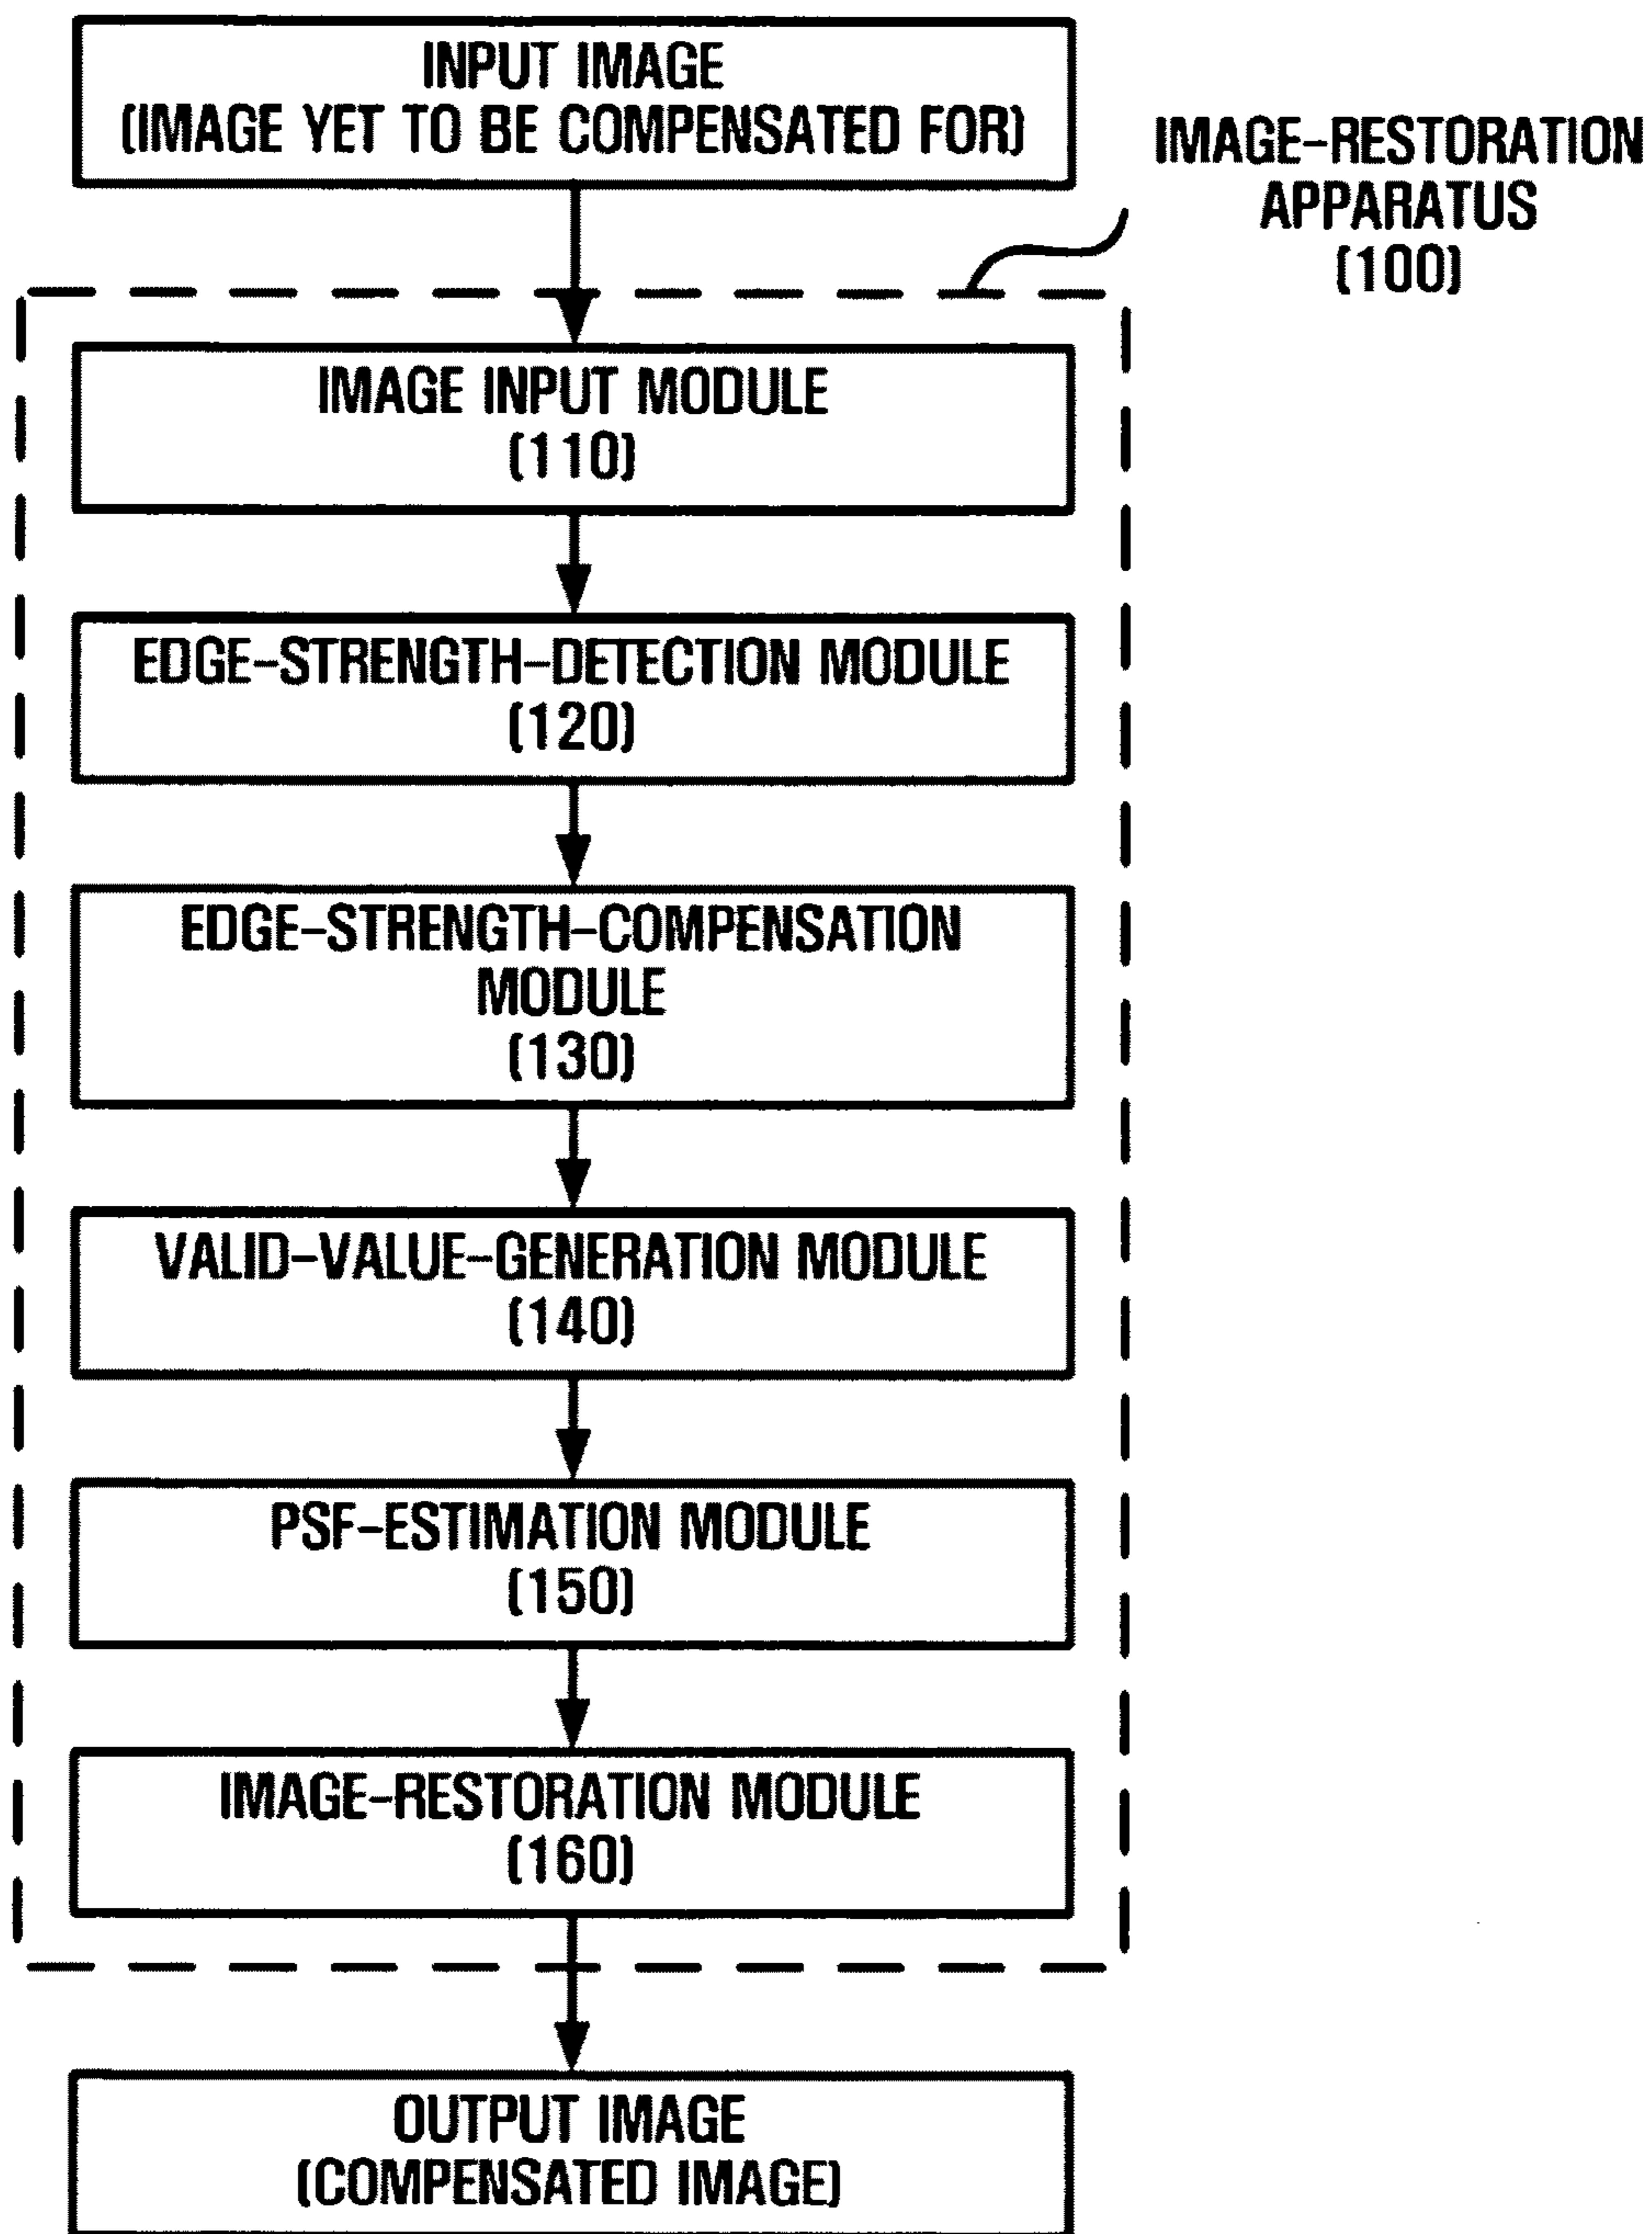 INPUT IMAGE
(IMAGE YET TO BE COMPENSATED FOR)
IMAGE-RESTORATION
APPARATUS
(100)
IMAGE INPUT MODULE
(110)
EDGE-STRENGTH-DETECTION MODULE
(120)
EDGE-STRENGTH-COMPENSATION
MODULE
(130)
VALID-VALUE-GENERATION MODULE
(140)
PSF-ESTIMATION MODULE
(150)
IMAGE-RESTORATION MODULE
(160)
OUTPUT IMAGE
(COMPENSATED IMAGE)